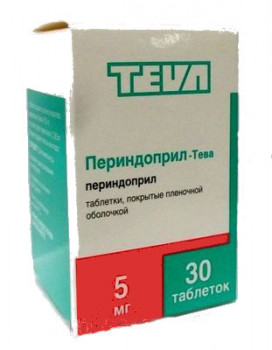 TEVA
Периндоприл-Тева
периндоприл
таблетки, покрытые пленочной
оболочкой
5
мг
30
таблеток